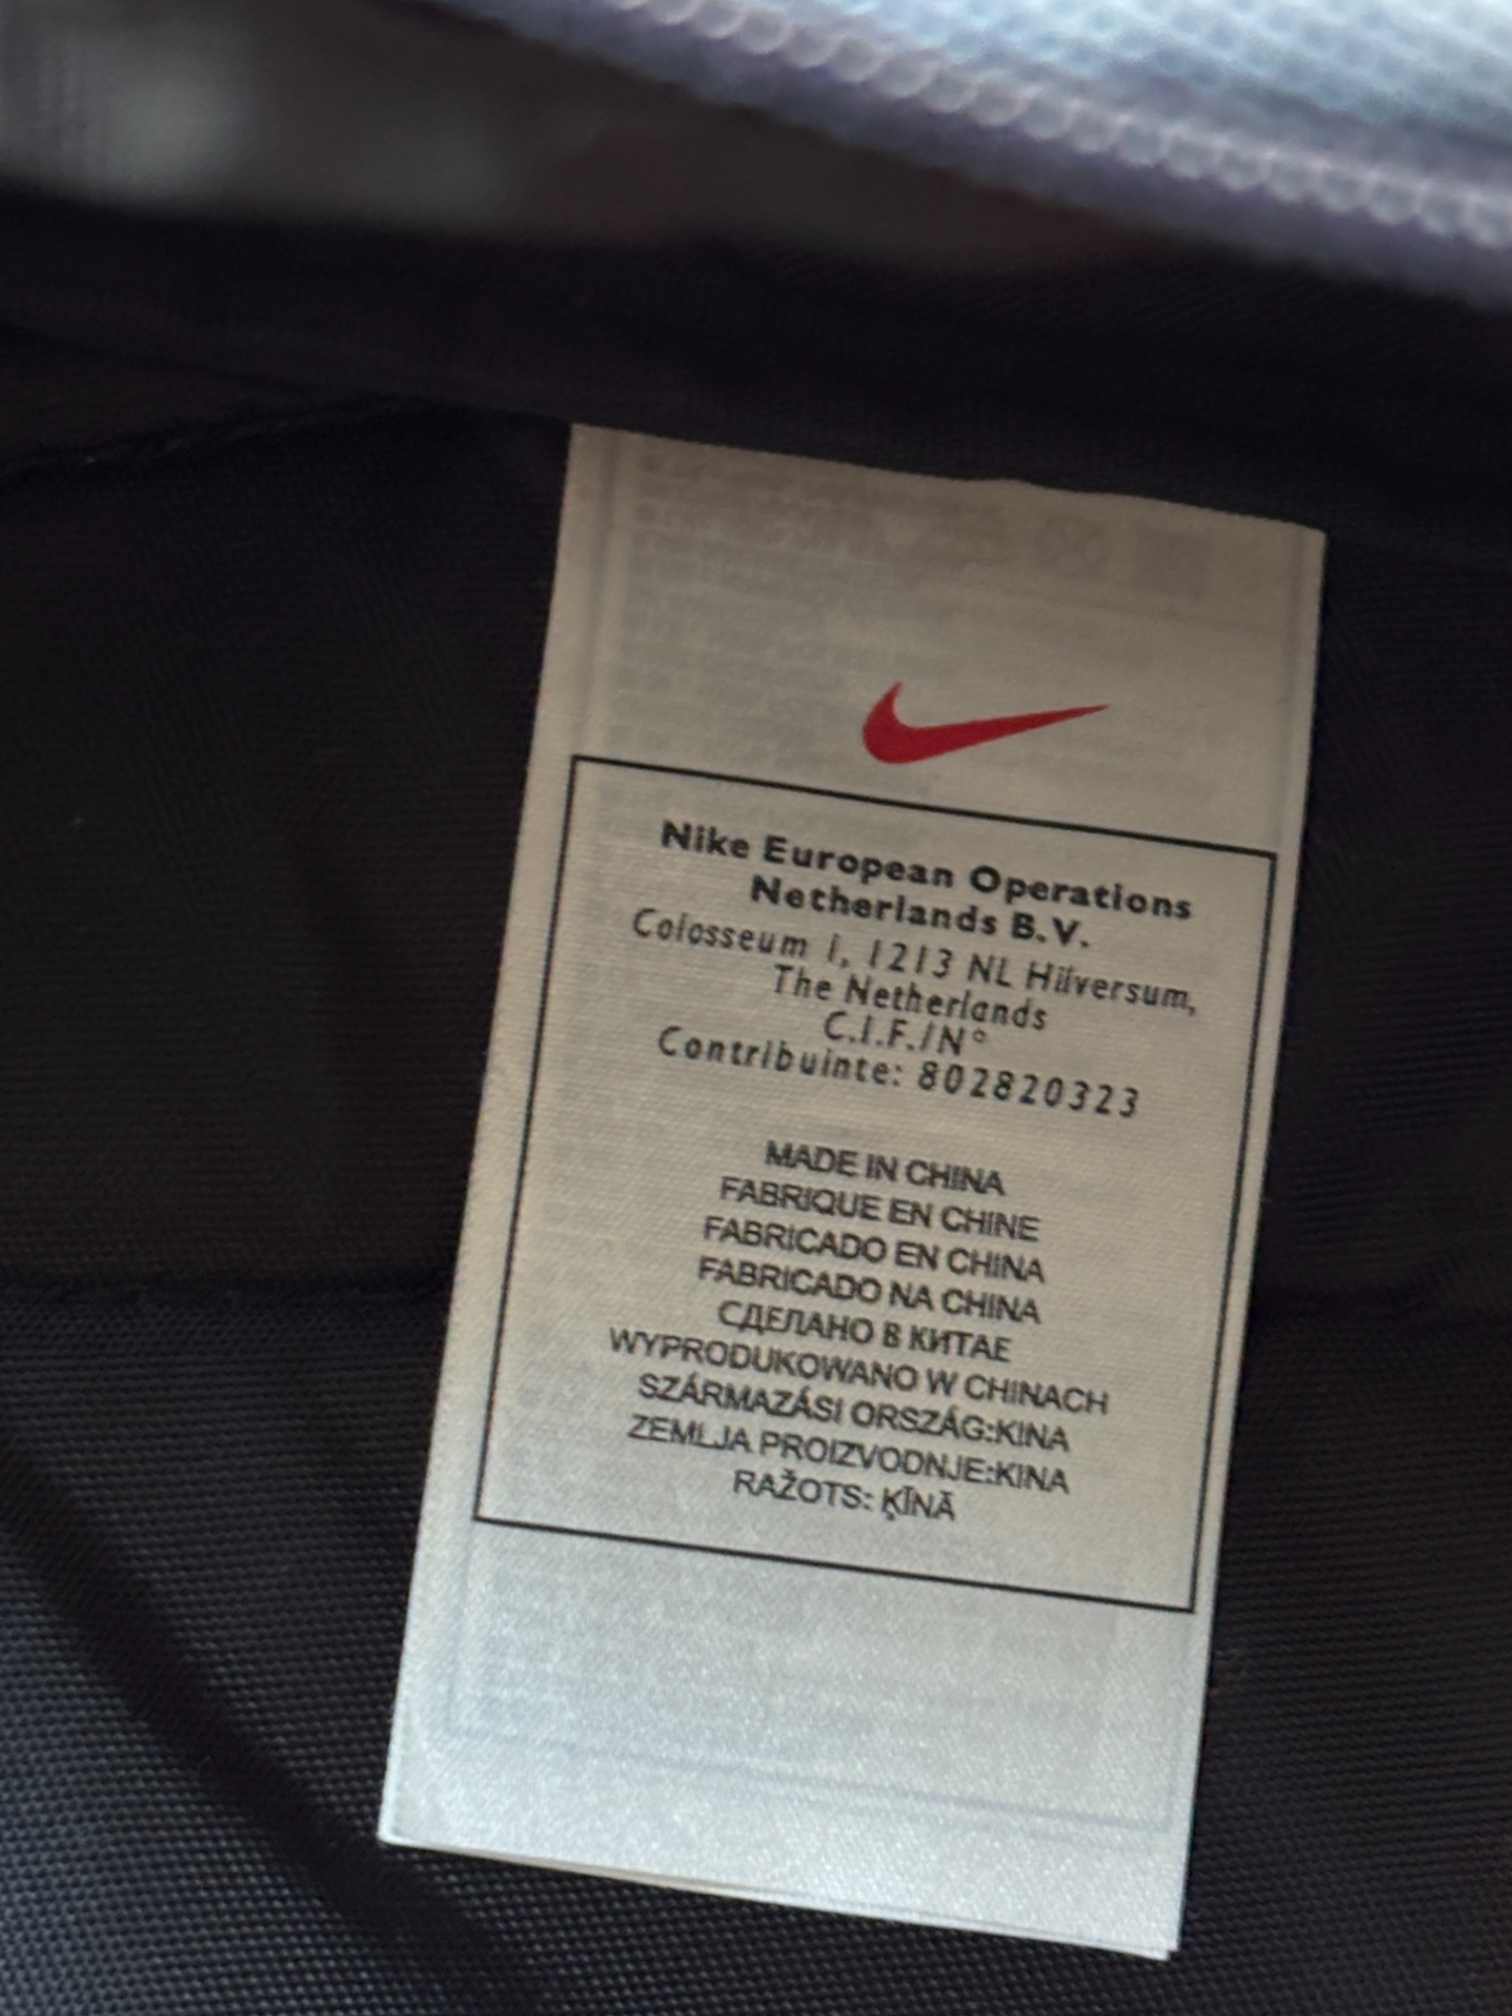 Nike European Operations
Netherlands B.V.
Colosseum 1, 1213 NL Hilversum,
The Netherlands
C.I.F./N°
Contribuinte: 802820323
MADE IN CHINA
FABRIQUE EN CHINE
FABRICADO EN CHINA
FABRICADO NA CHINA
СДЕЛАНО В КИТАЕ
WYPRODUKOWANO W CHINACH
SZÁRMAZÁSI ORSZÁG:KINA
ZEMLJA PROIZVODNJE:KINA
RAŽOTS: ĶĪNĀ